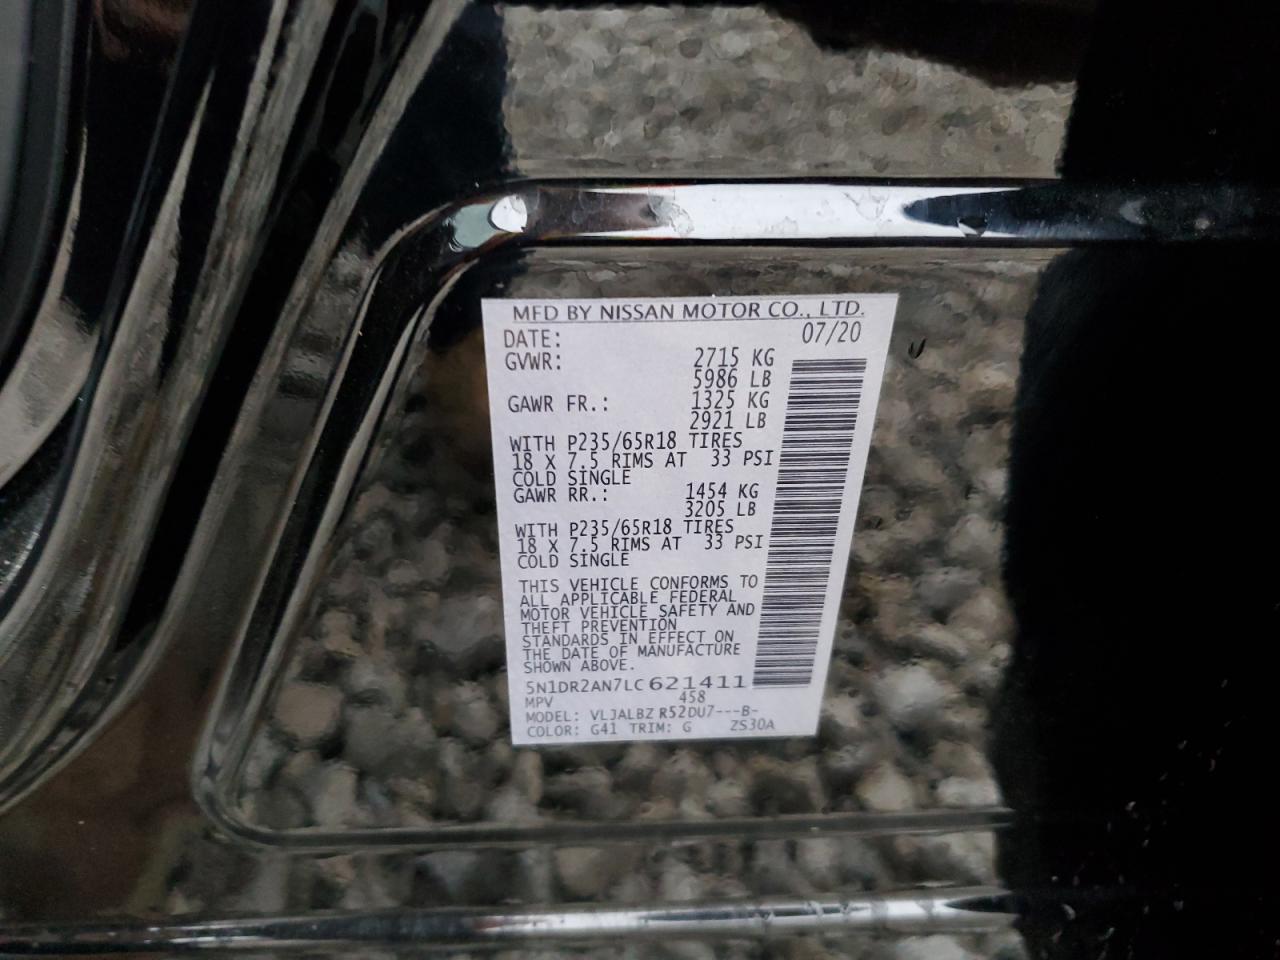 MFD BY NISSAN MOTOR CO., LTD.
DATE: 07/20
GVWR: 2715 KG
5986 LB
GAWR FR.: 1325 KG
2921 LB
WITH P235/65R18 TIRES
18 X 7.5 RIMS AT 33 PSI
COLD SINGLE
GAWR RR.: 1454 KG
3205 LB
WITH P235/65R18 TIRES
18 X 7.5 RIMS AT 33 PSI
COLD SINGLE
THIS VEHICLE CONFORMS TO
ALL APPLICABLE FEDERAL
MOTOR VEHICLE SAFETY AND
THEFT PREVENTION
STANDARDS IN EFFECT ON
THE DATE OF MANUFACTURE
SHOWN ABOVE.
5N1DR2AN7LC621411
MPV 458
MODEL: VLJALBZ R52DU7---B-
COLOR: G41 TRIM: G ZS30A